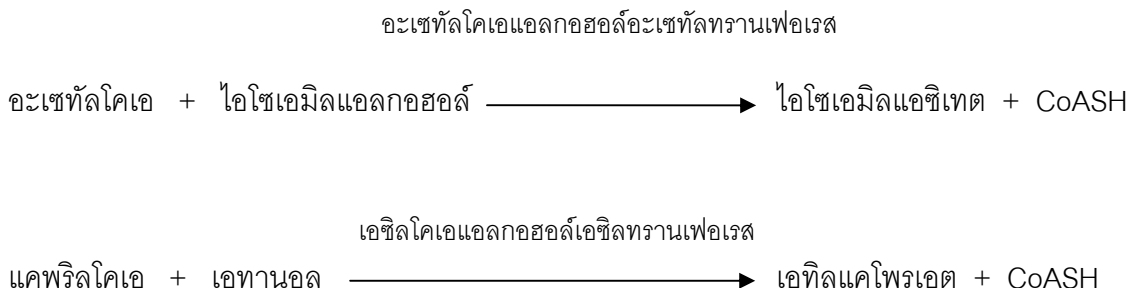 อะเซทัลโคเอแอลกอฮอล์อะเซทัลทรานเฟอเรส
อะเซทัลโคเอ + ไอโซเอมิลแอลกอฮอล์ ไอโซเอมิลแอซิเทต + CoASH
เอซิลโคเอแอลกอฮอล์เอซิลทรานเฟอเรส
แคพริลโคเอ + เอทานอล เอทิลแคโพรเอต + CoASH